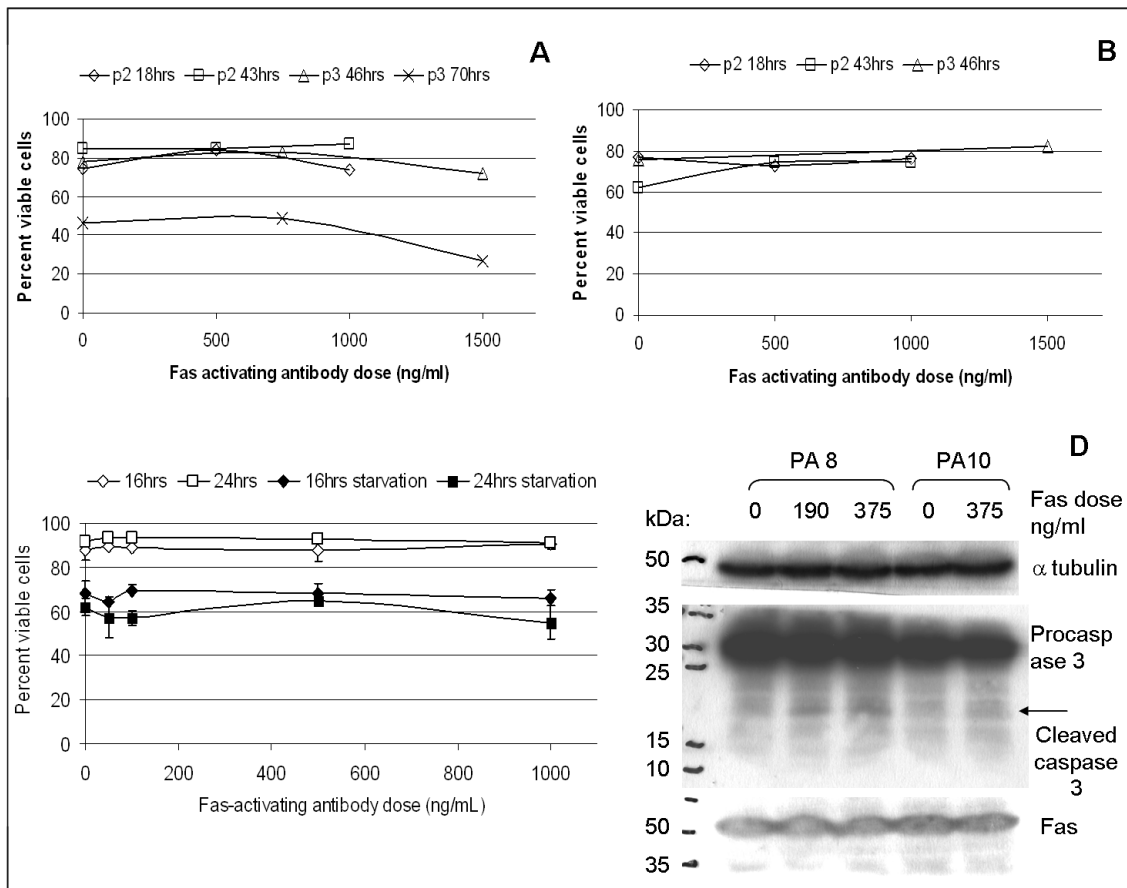 A
p2 18hrs p2 43hrs p3 46hrs p3 70hrs
Percent viable cells
100
80
60
40
20
0
0 500 1000 1500
Fas activating antibody dose (ng/ml)
B
p2 18hrs p2 43hrs p3 46hrs
Percent viable cells
100
80
60
40
20
0
0 500 1000 1500
Fas activating antibody dose (ng/ml)
16hrs 24hrs 16hrs starvation 24hrs starvation
Percent viable cells
100
80
60
40
20
0
0 200 400 600 800 1000
Fas-activating antibody dose (ng/mL)
D
PA 8 PA10
kDa: 0 190 375 0 375 Fas dose
ng/ml
50
α tubulin
35
30
25
15
10
Procasp
ase 3
Cleaved
caspase
3
50
35
Fas